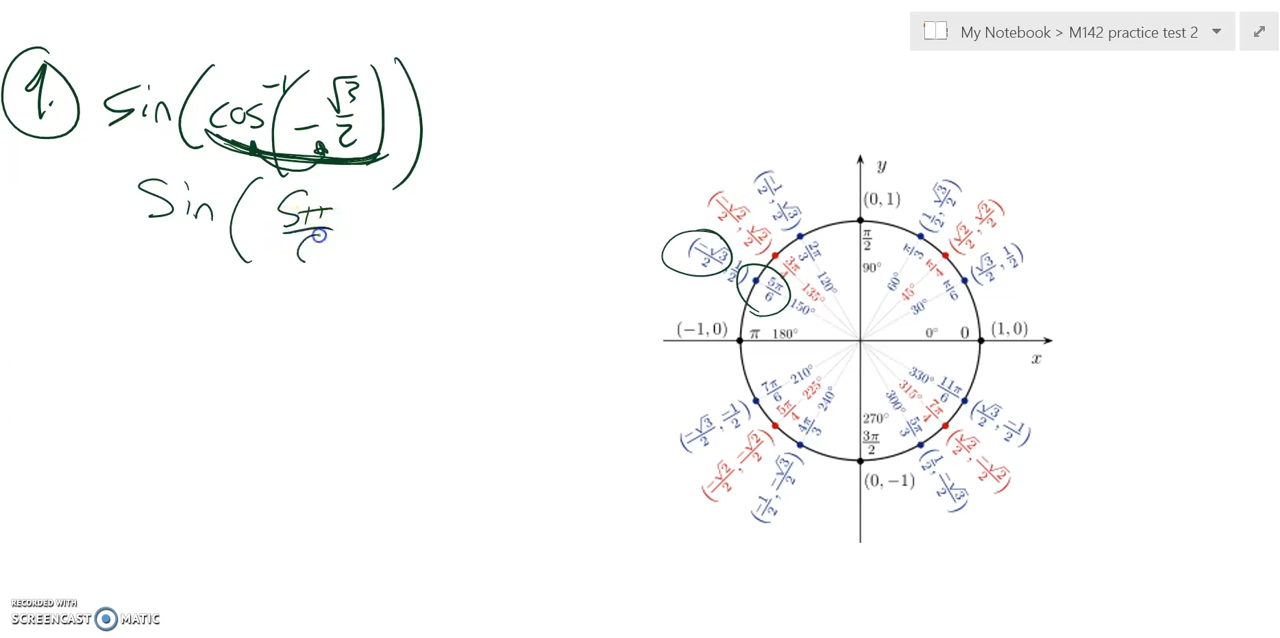 My Notebook > M142 practice test 2
9. sin(cos⁻¹(-√3/2))
Sin(5π/6
y
x
(0, 1)
π/2
90°
(1/2, √3/2)
π/3
60°
(√2/2, √2/2)
π/4
45°
(√3/2, 1/2)
π/6
30°
0° 0 (1, 0)
(-1/2, √3/2)
2π/3
120°
(-√2/2, √2/2)
3π/4
135°
(-√3/2, 1/2)
5π/6
150°
(-1, 0) π 180°
7π/6
210°
(-√3/2, -1/2)
5π/4
225°
(-√2/2, -√2/2)
4π/3
240°
(-1/2, -√3/2)
270°
3π/2
(0, -1)
300°
5π/3
(1/2, -√3/2)
315°
7π/4
(√2/2, -√2/2)
330°
11π/6
(√3/2, -1/2)
RECORDED WITH
SCREENCAST MATIC